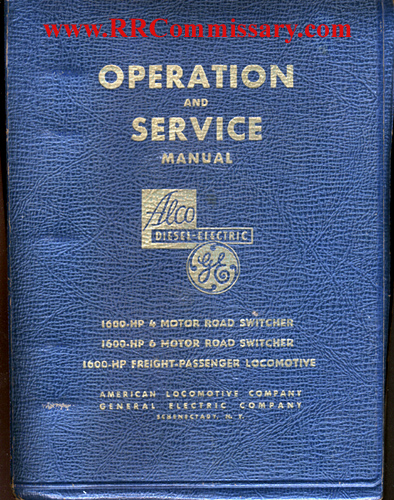 www.RRCommissary.com
OPERATION
AND
SERVICE
MANUAL
Alco
DIESEL-ELECTRIC
GE
1600-HP 4 MOTOR ROAD SWITCHER
1600-HP 6 MOTOR ROAD SWITCHER
1600-HP FREIGHT-PASSENGER LOCOMOTIVE
AMERICAN LOCOMOTIVE COMPANY
GENERAL ELECTRIC COMPANY
SCHENECTADY, N. Y.